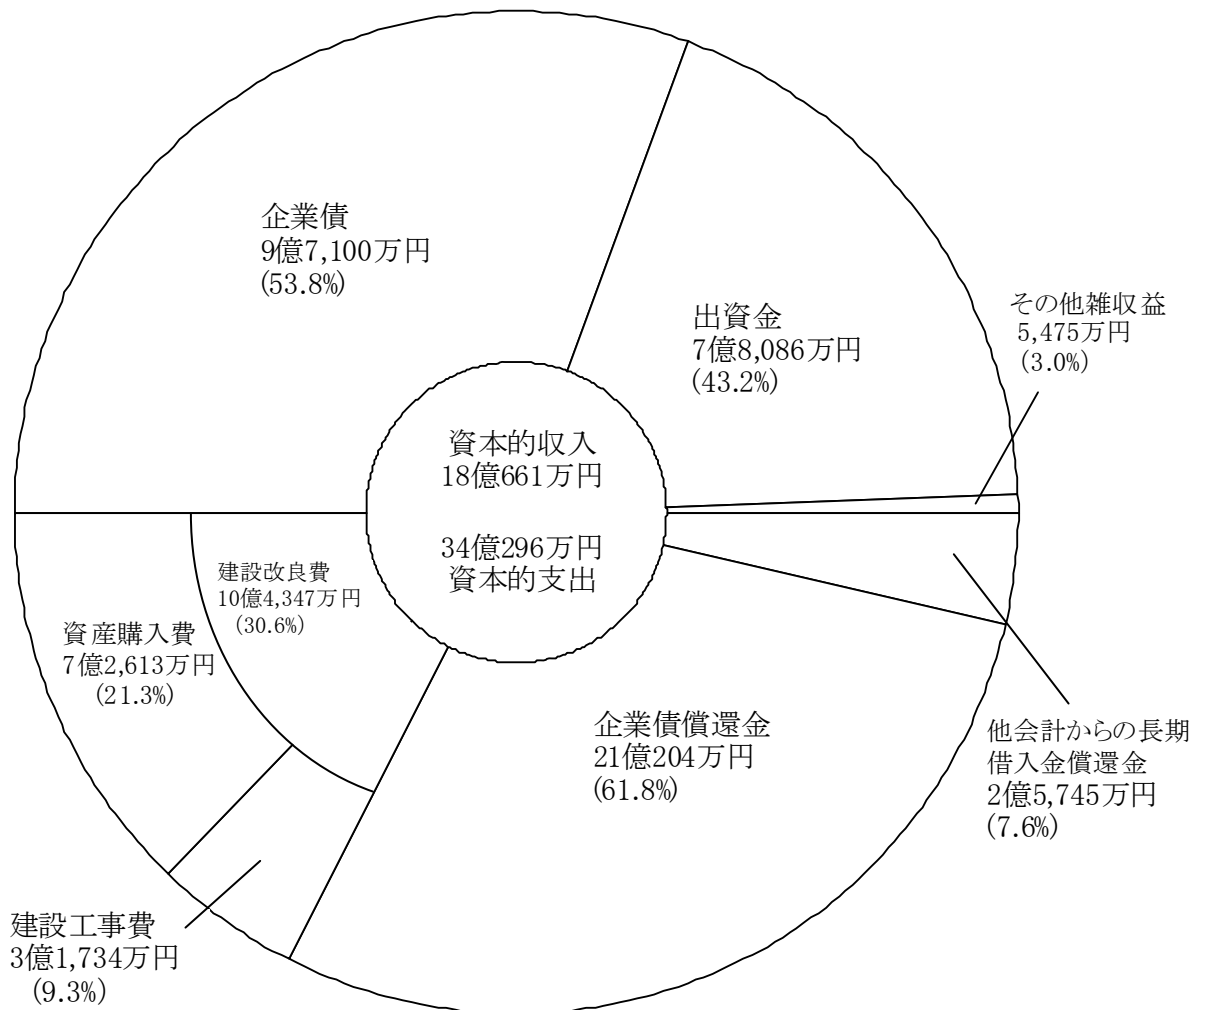 企業債
9億7,100万円
(53.8%)
出資金
7億8,086万円
(43.2%)
その他雑収益
5,475万円
(3.0%)
資本的収入
18億661万円
34億296万円
資本的支出
建設改良費
10億4,347万円
(30.6%)
資産購入費
7億2,613万円
(21.3%)
企業債償還金
21億204万円
(61.8%)
他会計からの長期
借入金償還金
2億5,745万円
(7.6%)
建設工事費
3億1,734万円
(9.3%)